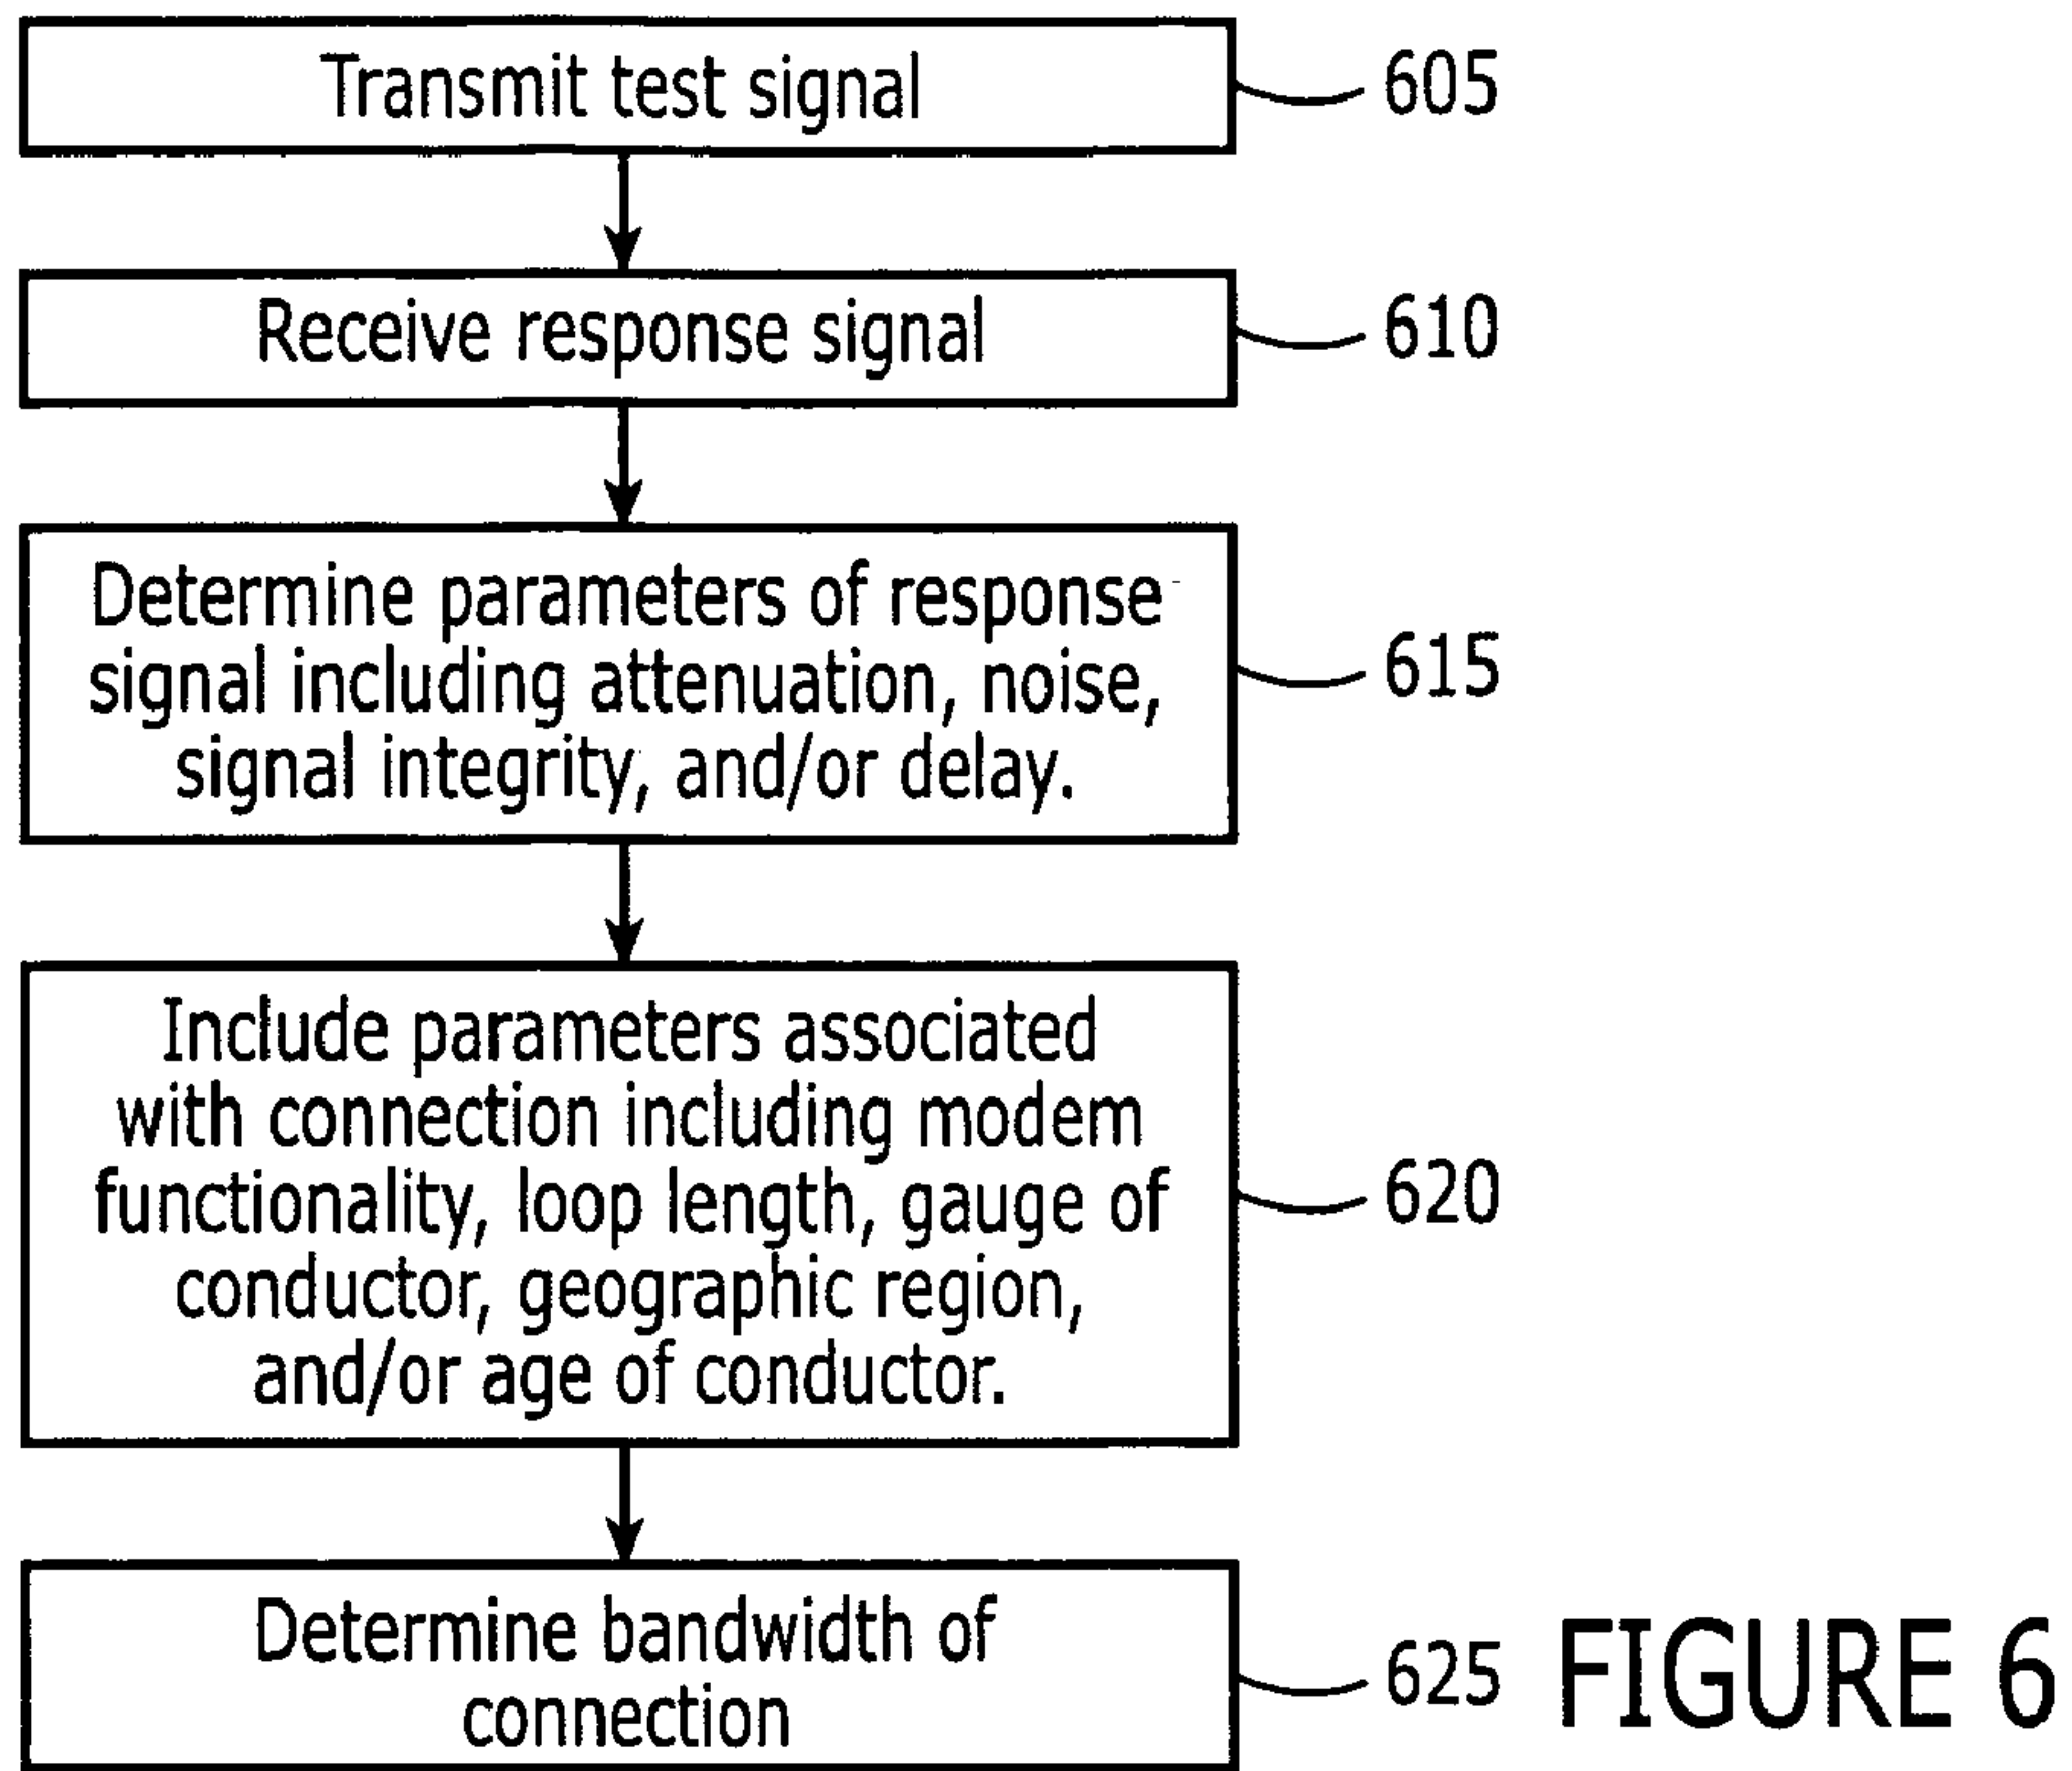 Transmit test signal
605
Receive response signal
610
Determine parameters of response
signal including attenuation, noise,
signal integrity, and/or delay.
615
Include parameters associated
with connection including modem
functionality, loop length, gauge of
conductor, geographic region,
and/or age of conductor.
620
Determine bandwidth of
connection
625
FIGURE 6